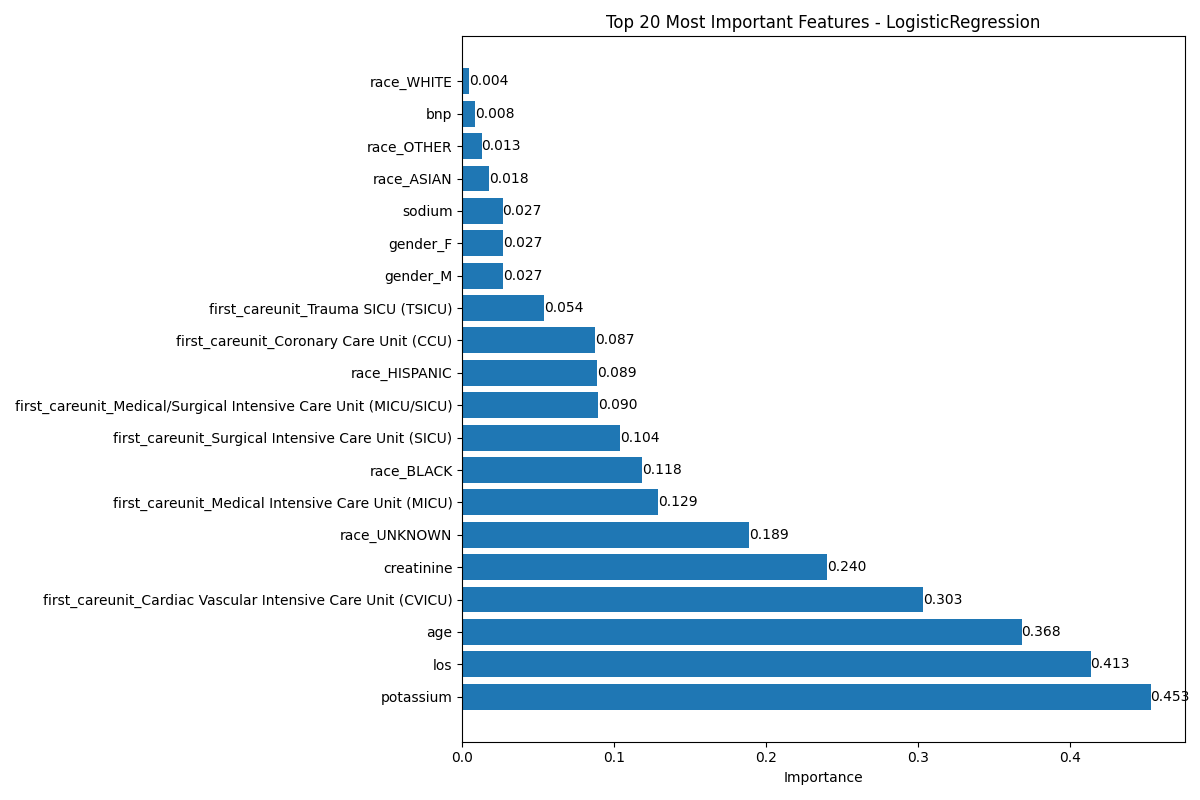 Top 20 Most Important Features - LogisticRegression
race_WHITE 0.004
bnp 0.008
race_OTHER 0.013
race_ASIAN 0.018
sodium 0.027
gender_F 0.027
gender_M 0.027
first_careunit_Trauma SICU (TSICU) 0.054
first_careunit_Coronary Care Unit (CCU) 0.087
race_HISPANIC 0.089
first_careunit_Medical/Surgical Intensive Care Unit (MICU/SICU) 0.090
first_careunit_Surgical Intensive Care Unit (SICU) 0.104
race_BLACK 0.118
first_careunit_Medical Intensive Care Unit (MICU) 0.129
race_UNKNOWN 0.189
creatinine 0.240
first_careunit_Cardiac Vascular Intensive Care Unit (CVICU) 0.303
age 0.368
los 0.413
potassium 0.453
0.0 0.1 0.2 0.3 0.4
Importance